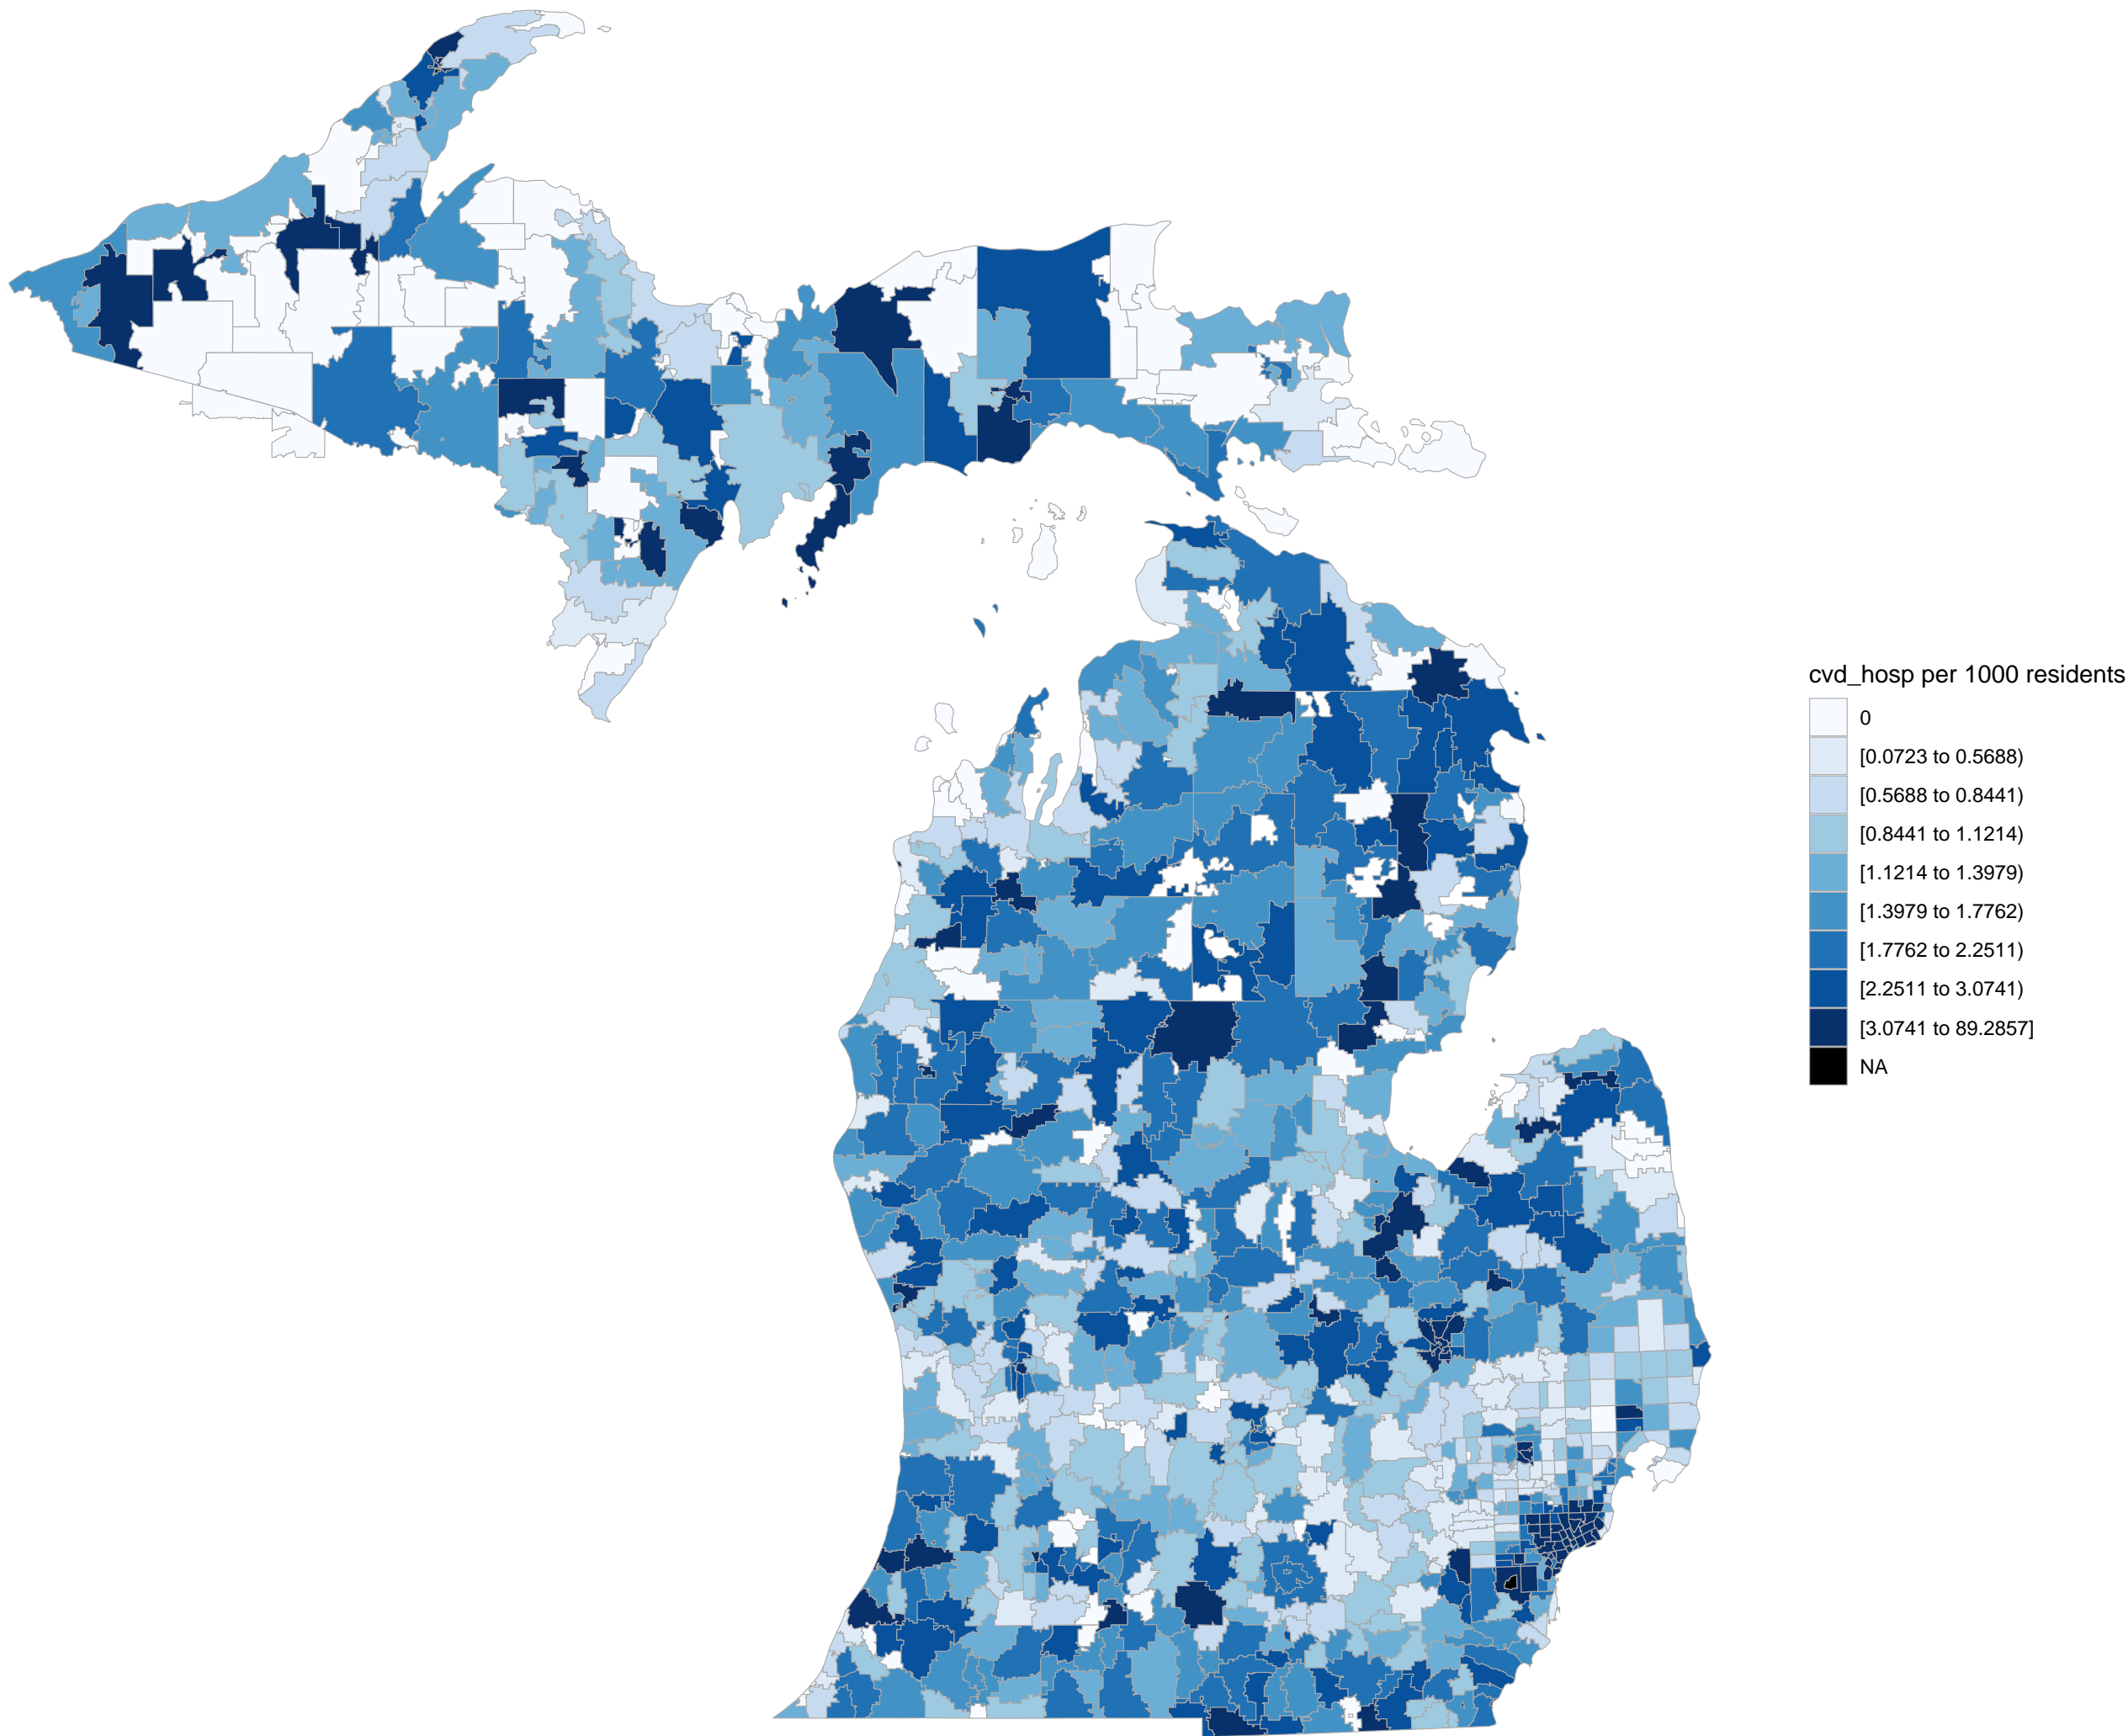 cvd_hosp per 1000 residents
0
[0.0723 to 0.5688)
[0.5688 to 0.8441)
[0.8441 to 1.1214)
[1.1214 to 1.3979)
[1.3979 to 1.7762)
[1.7762 to 2.2511)
[2.2511 to 3.0741)
[3.0741 to 89.2857]
NA